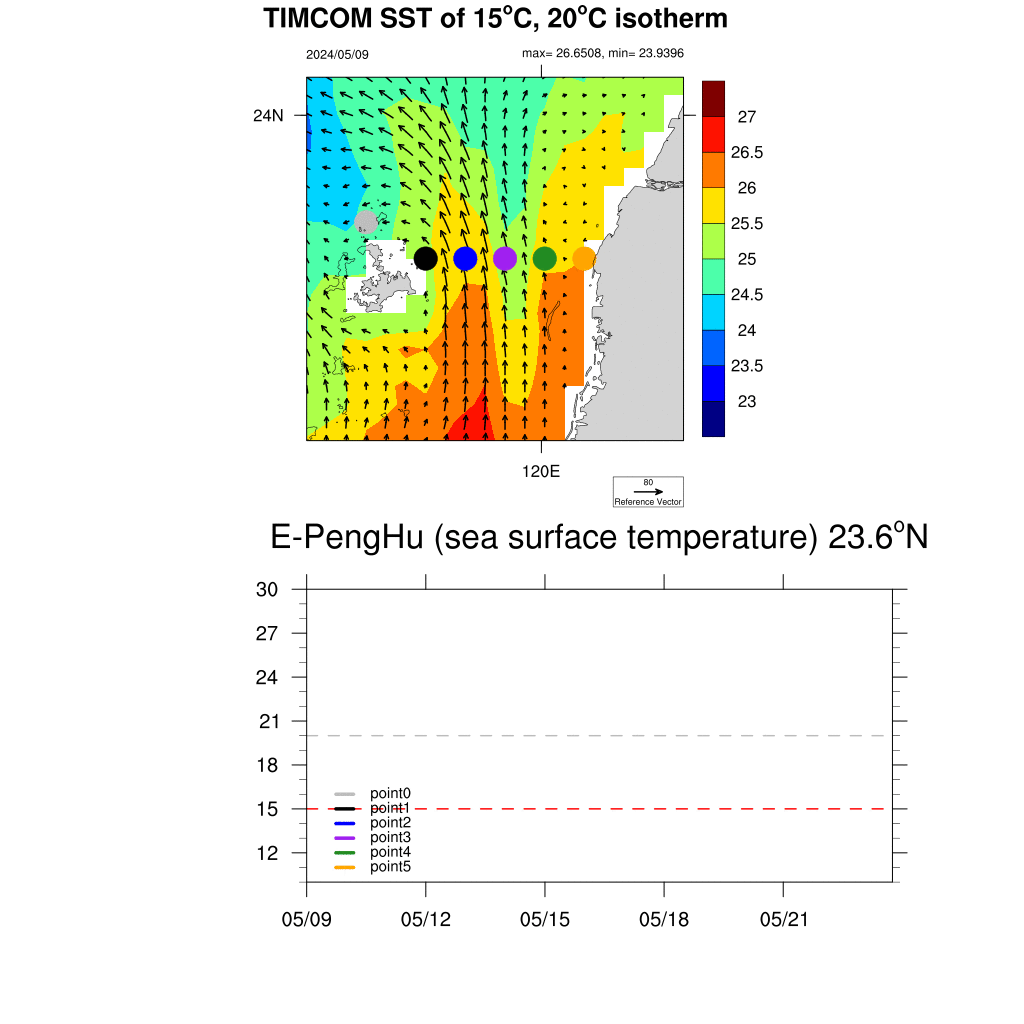 TIMCOM SST of 15°C, 20°C isotherm
2024/05/09
max= 26.6508, min= 23.9396
24N
120E
27
26.5
26
25.5
25
24.5
24
23.5
23
80
Reference Vector
E-PengHu (sea surface temperature) 23.6°N
30
27
24
21
18
15
12
point0
point1
point2
point3
point4
point5
05/09
05/12
05/15
05/18
05/21